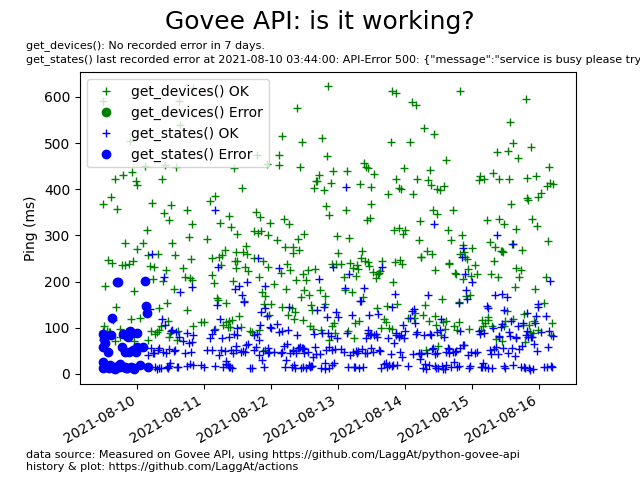 Govee API: is it working?
get_devices(): No recorded error in 7 days.
get_states() last recorded error at 2021-08-10 03:44:00: API-Error 500: {"message":"service is busy please try
get_devices() OK
get_devices() Error
get_states() OK
get_states() Error
Ping (ms)
600
500
400
300
200
100
0
2021-08-10
2021-08-11
2021-08-12
2021-08-13
2021-08-14
2021-08-15
2021-08-16
data source: Measured on Govee API, using https://github.com/LaggAt/python-govee-api
history & plot: https://github.com/LaggAt/actions